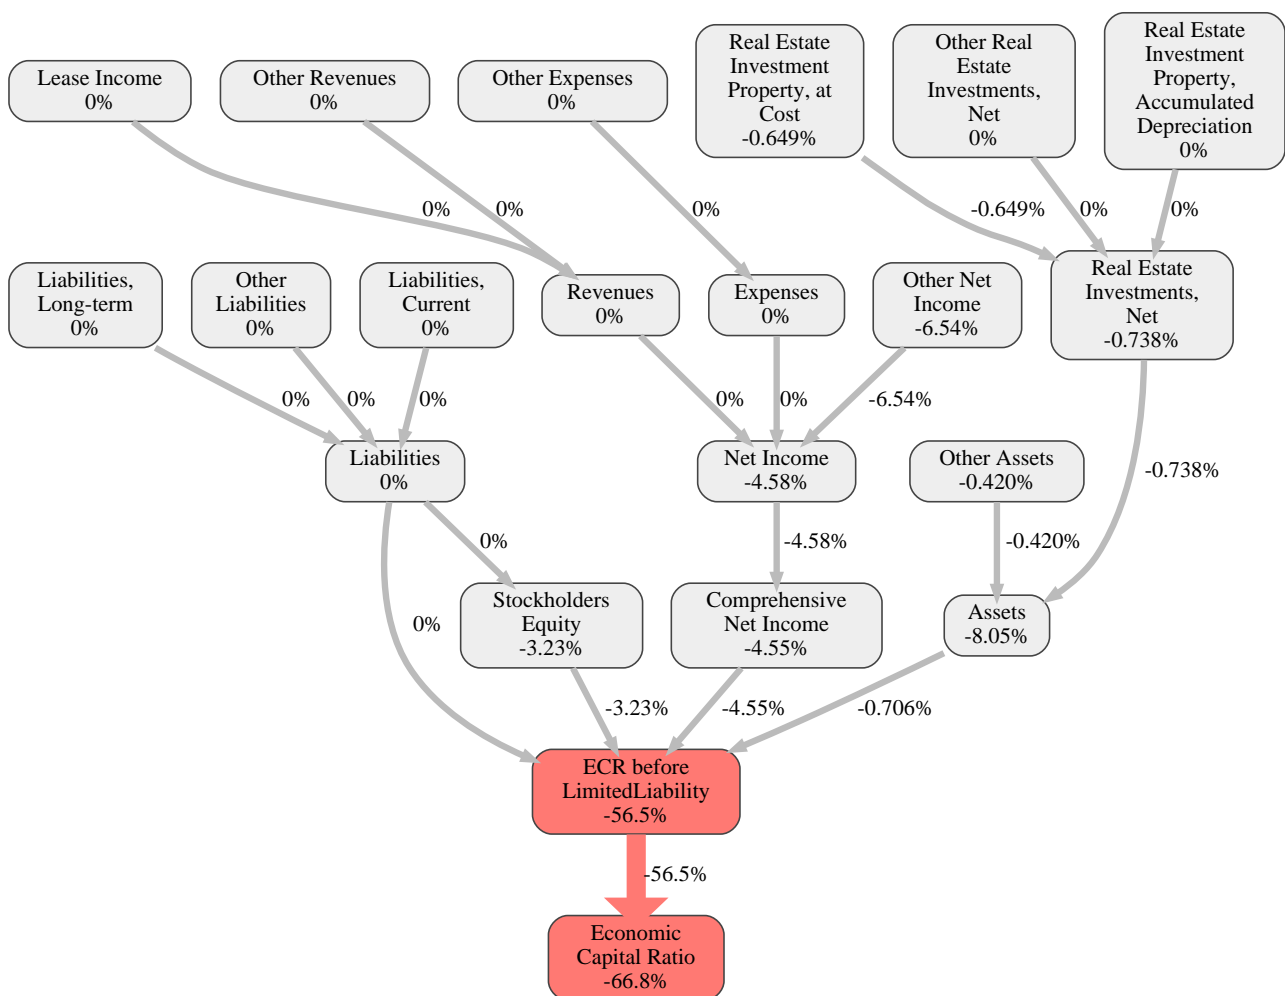 Lease Income
0%
Other Revenues
0%
Other Expenses
0%
Real Estate
Investment
Property, at
Cost
-0.649%
Other Real
Estate
Investments,
Net
0%
Real Estate
Investment
Property,
Accumulated
Depreciation
0%
0%
0%
0%
-0.649%
0%
0%
Liabilities,
Long-term
0%
Other
Liabilities
0%
Liabilities,
Current
0%
Revenues
0%
Expenses
0%
Other Net
Income
-6.54%
Real Estate
Investments,
Net
-0.738%
0%
0%
0%
0%
0%
-6.54%
-0.738%
Liabilities
0%
Net Income
-4.58%
Other Assets
-0.420%
0%
-4.58%
-0.420%
0%
Stockholders
Equity
-3.23%
Comprehensive
Net Income
-4.55%
Assets
-8.05%
-3.23%
-4.55%
-0.706%
ECR before
LimitedLiability
-56.5%
-56.5%
Economic
Capital Ratio
-66.8%